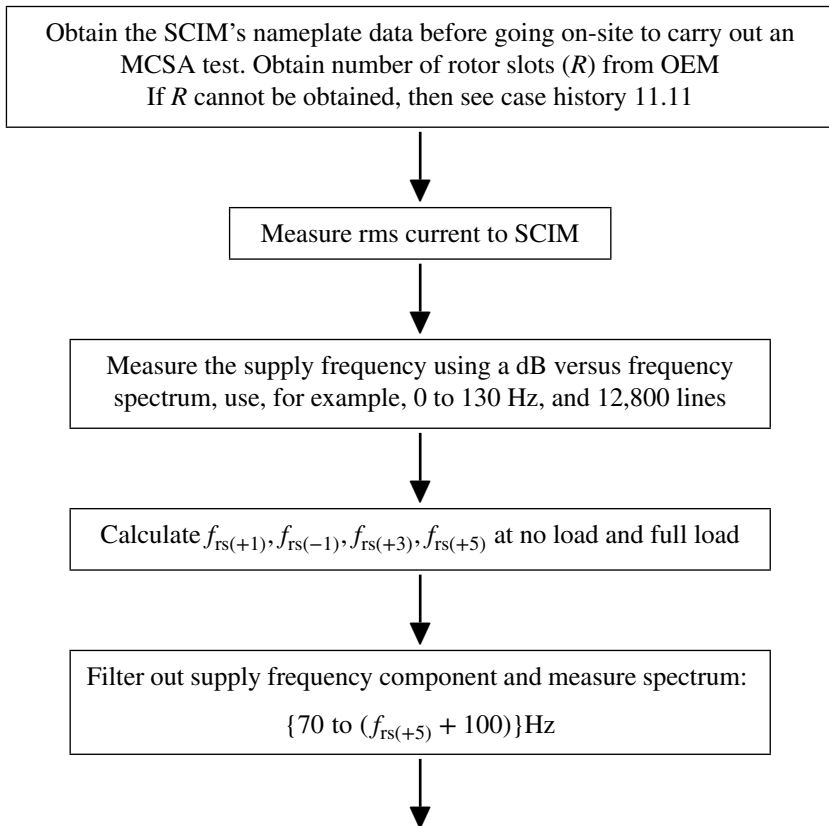 Obtain the SCIM’s nameplate data before going on-site to carry out an
MCSA test. Obtain number of rotor slots (R) from OEM
If R cannot be obtained, then see case history 11.11
Measure rms current to SCIM
Measure the supply frequency using a dB versus frequency
spectrum, use, for example, 0 to 130 Hz, and 12,800 lines
Calculate f_rs(+1), f_rs(−1), f_rs(+3), f_rs(+5) at no load and full load
Filter out supply frequency component and measure spectrum:
{70 to (f_rs(+5) + 100)}Hz